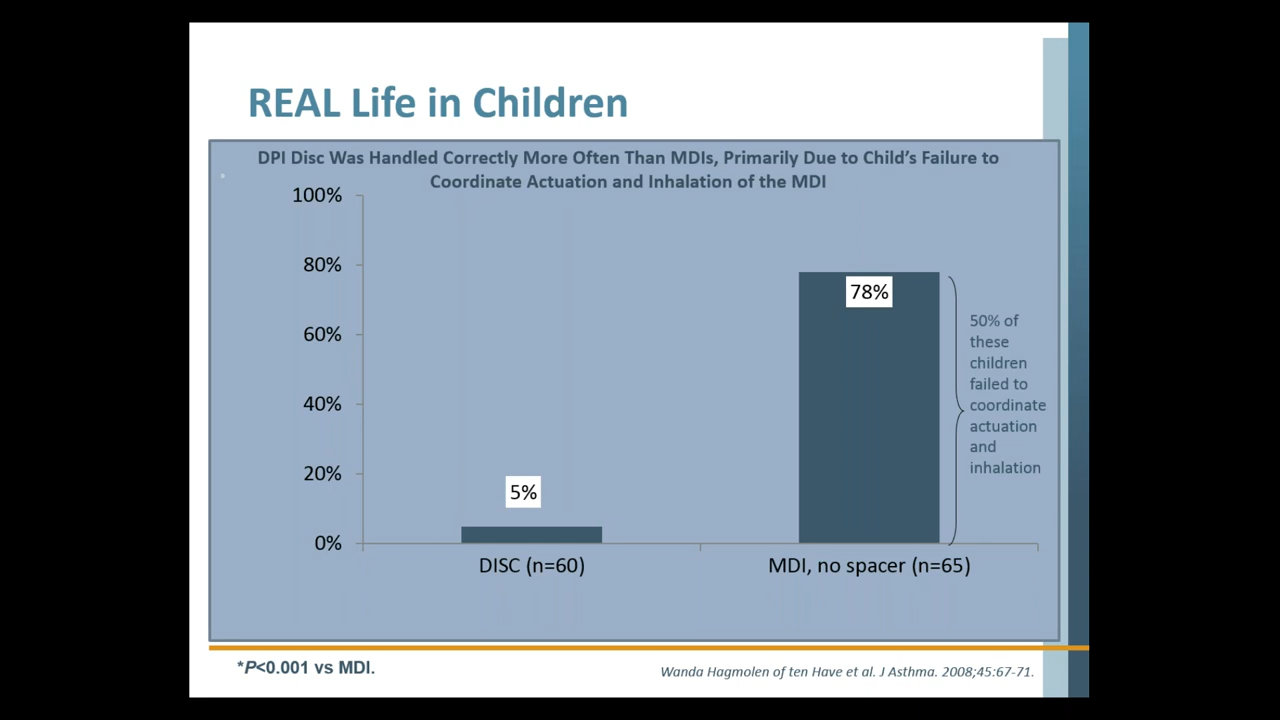 REAL Life in Children
DPI Disc Was Handled Correctly More Often Than MDIs, Primarily Due to Child's Failure to
Coordinate Actuation and Inhalation of the MDI
100%
80%
60%
40%
20%
0%
5%
78%
50% of
these
children
failed to
coordinate
actuation
and
inhalation
DISC (n=60)
MDI, no spacer (n=65)
*P<0.001 vs MDI.
Wanda Hagmolen of ten Have et al. J Asthma. 2008;45:67-71.